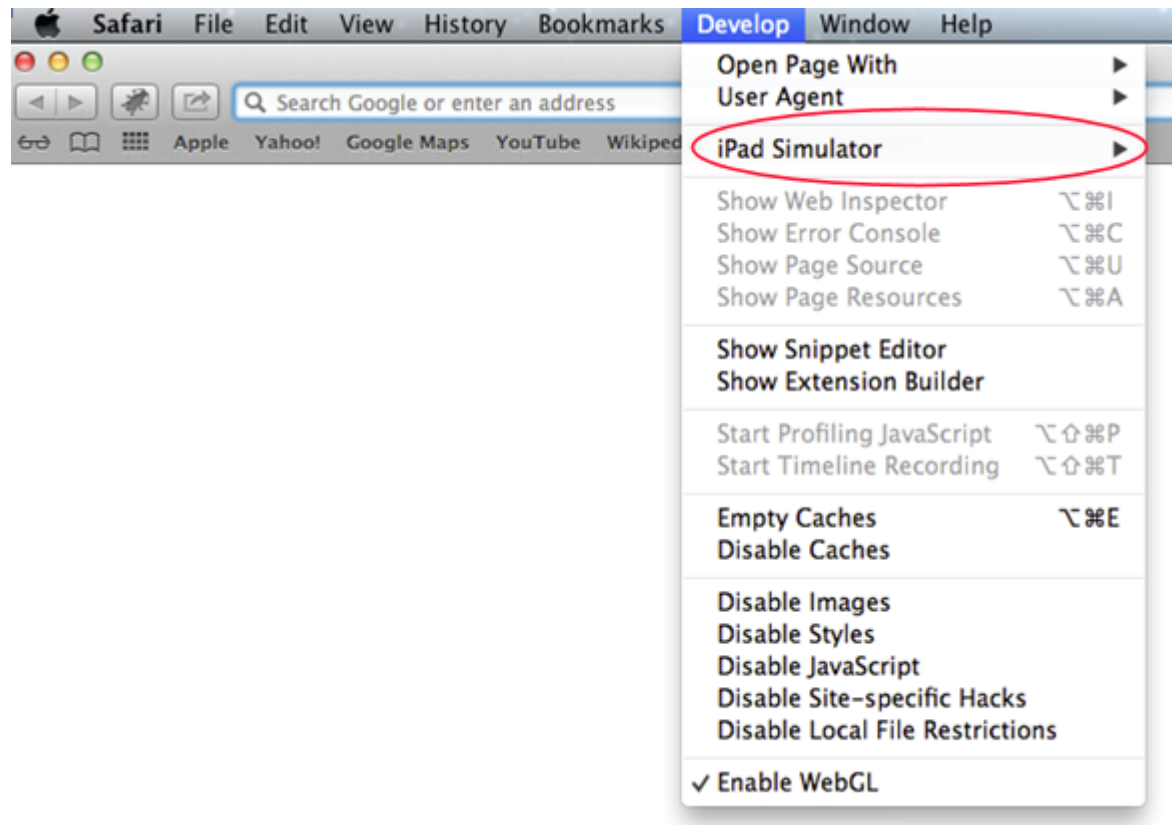 Safari File Edit View History Bookmarks Develop Window Help
Search Google or enter an address
Apple Yahoo! Google Maps YouTube Wikiped
Open Page With ▶
User Agent ▶
iPad Simulator ▶
Show Web Inspector ⌥⌘I
Show Error Console ⌥⌘C
Show Page Source ⌥⌘U
Show Page Resources ⌥⌘A
Show Snippet Editor
Show Extension Builder
Start Profiling JavaScript ⌥⇧⌘P
Start Timeline Recording ⌥⇧⌘T
Empty Caches ⌥⌘E
Disable Caches
Disable Images
Disable Styles
Disable JavaScript
Disable Site-specific Hacks
Disable Local File Restrictions
✓ Enable WebGL